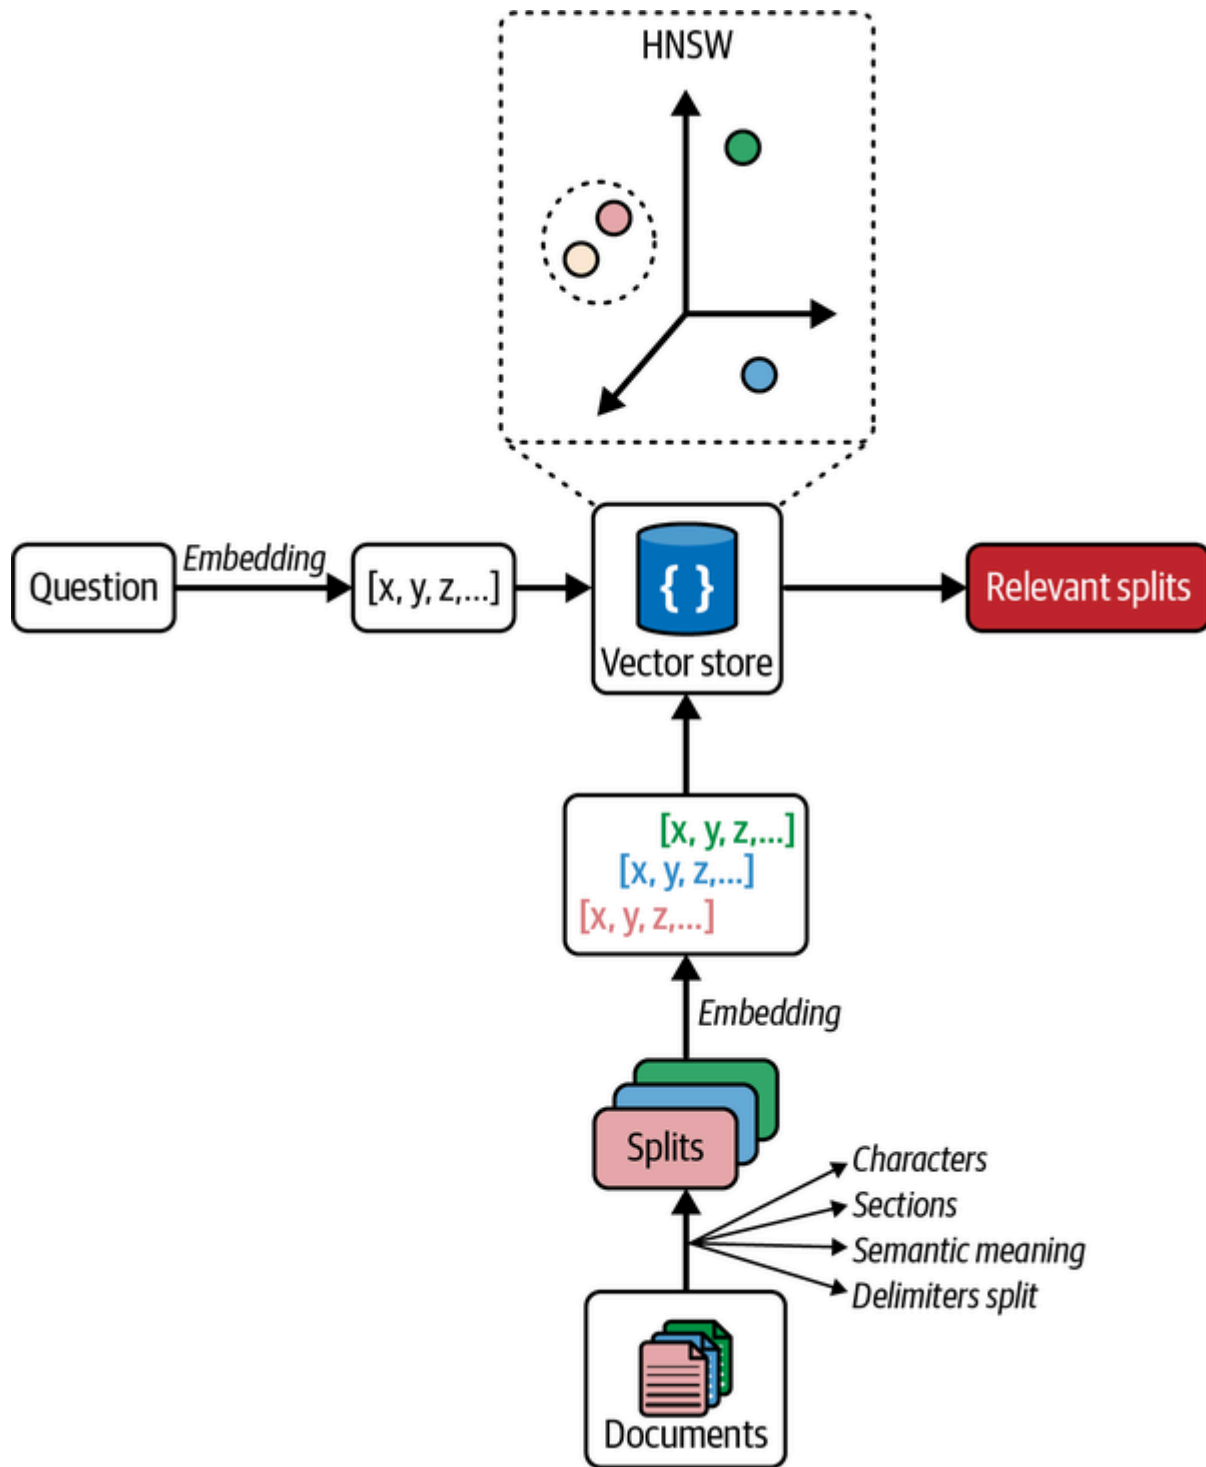 HNSW
Question
Embedding
[x, y, z,...]
{ }
Vector store
Relevant splits
[x, y, z,...]
[x, y, z,...]
[x, y, z,...]
Embedding
Splits
Characters
Sections
Semantic meaning
Delimiters split
Documents